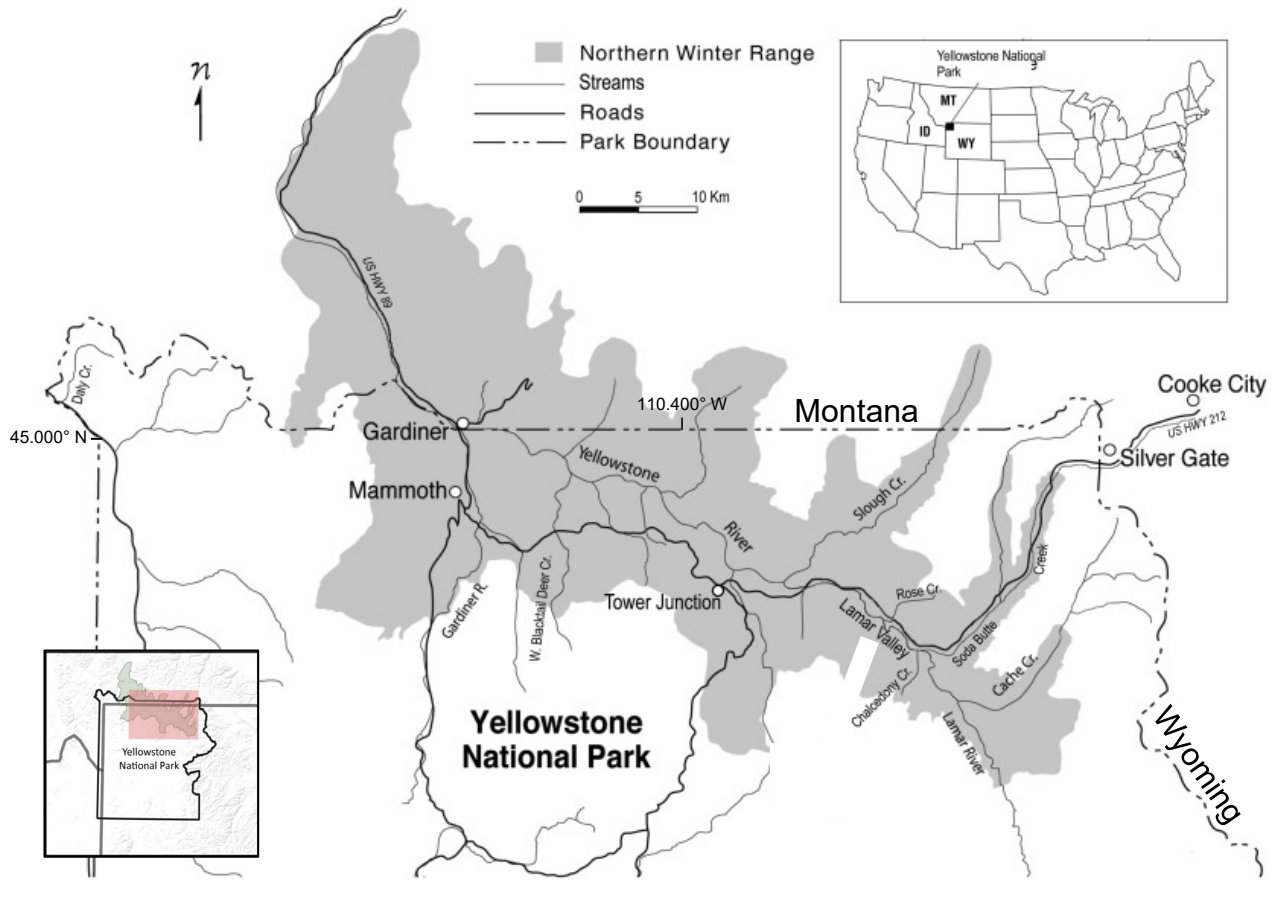 n
Northern Winter Range
Streams
Roads
Park Boundary
0 5 10 Km
Yellowstone National
Park
MT
ID
WY
US HWY 89
Daly Cr.
45.000° N
110.400° W
Montana
Cooke City
US HWY 212
Silver Gate
Gardiner
Mammoth
Yellowstone
River
Slough Cr.
Gardiner R.
W. Blacktail Deer Cr.
Tower Junction
Rose Cr.
Lamar Valley
Soda Butte
Creek
Chalcedony Cr.
Cache Cr.
Lamar River
Yellowstone
National Park
Wyoming
Yellowstone
National Park